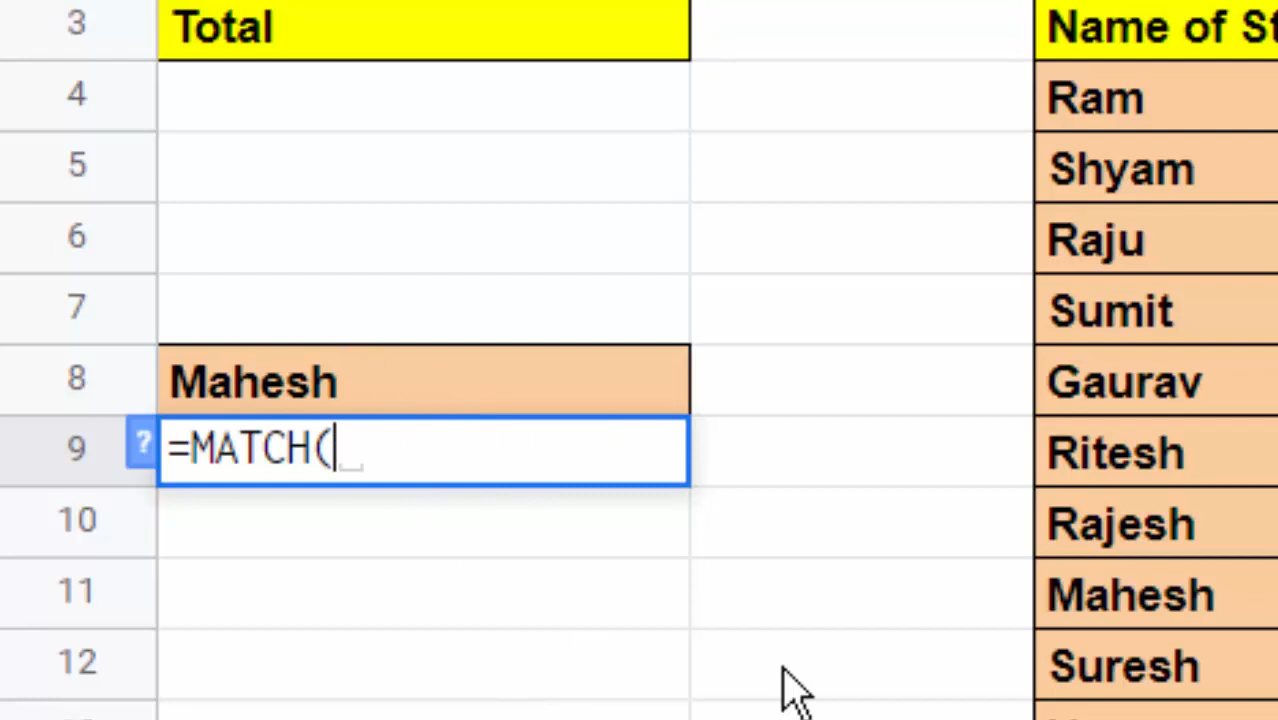 3 Total Name of St
4 Ram
5 Shyam
6 Raju
7 Sumit
8 Mahesh Gaurav
? 9 =MATCH( Ritesh
10 Rajesh
11 Mahesh
12 Suresh